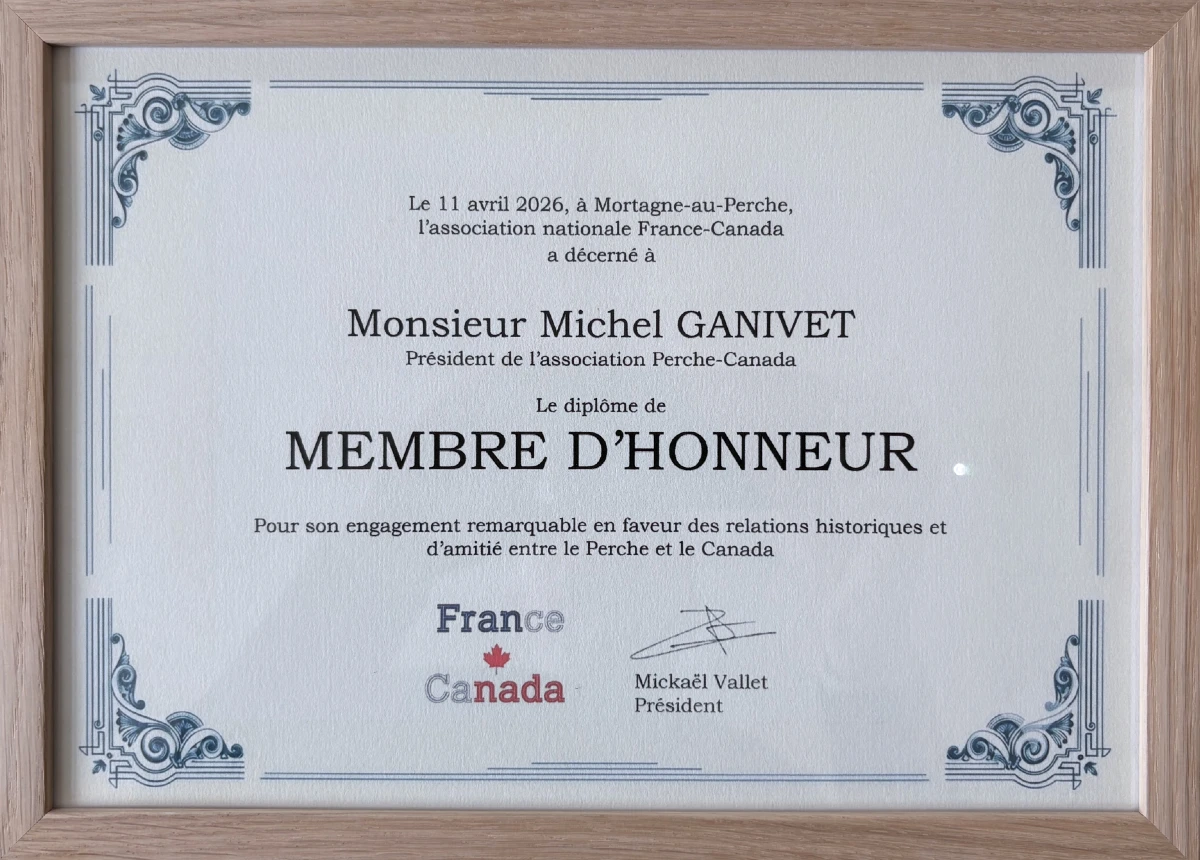 Le 11 avril 2026, à Mortagne-au-Perche,
l'association nationale France-Canada
a décerné à
Monsieur Michel GANIVET
Président de l'association Perche-Canada
Le diplôme de
MEMBRE D'HONNEUR
Pour son engagement remarquable en faveur des relations historiques et
d'amitié entre le Perche et le Canada
France
Canada
Mickaël Vallet
Président